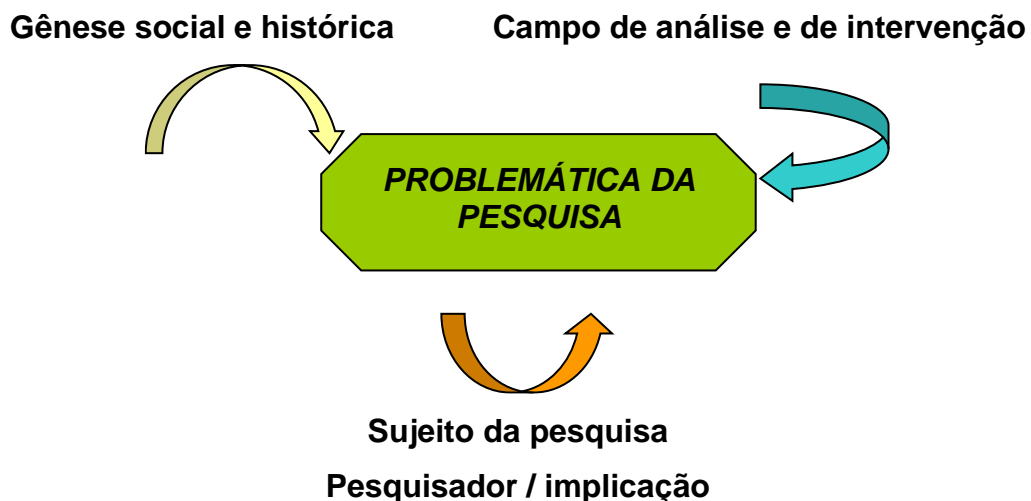 Gênese social e histórica
Campo de análise e de intervenção
PROBLEMÁTICA DA
PESQUISA
Sujeito da pesquisa
Pesquisador / implicação